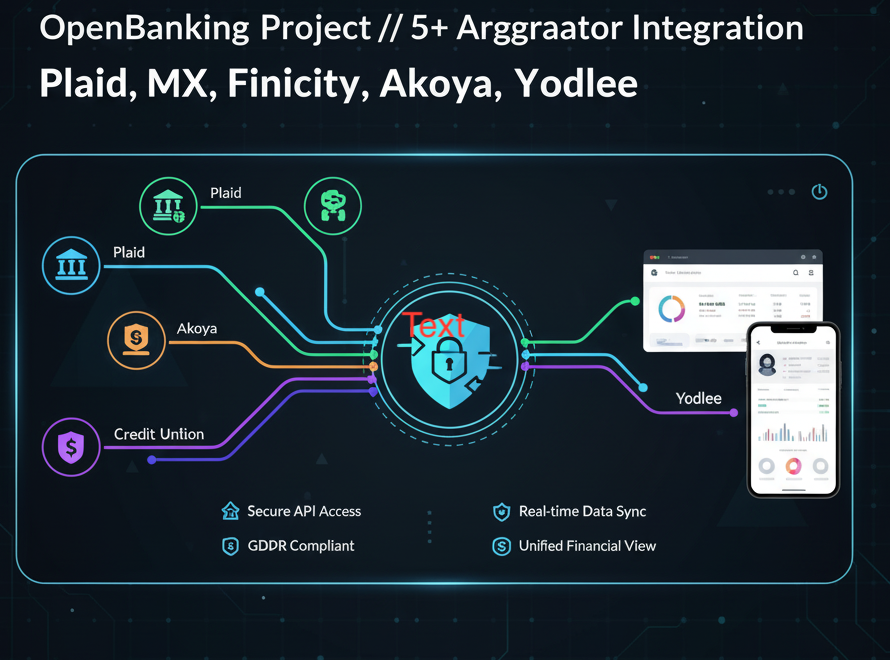 OpenBanking Project // 5+ Arggraator Integration
Plaid, MX, Finicity, Akoya, Yodlee
Plaid
Plaid
Akoya
Credit Untion
Text
Yodlee
Secure API Access
GDDR Compliant
Real-time Data Sync
Unified Financial View